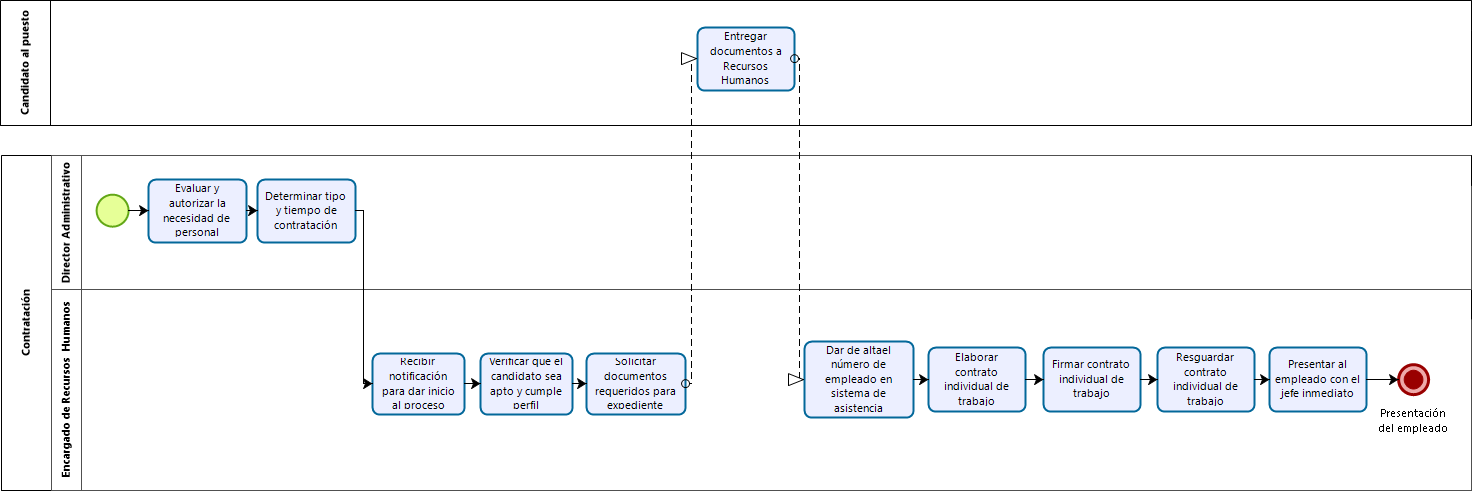 Candidato al puesto
Entregar
documentos a
Recursos
Humanos
Contratación
Director Administrativo
Evaluar y
autorizar la
necesidad de
personal
Determinar tipo
y tiempo de
contratación
Encargado de Recursos Humanos
Recibir
notificación
para dar inicio
al proceso
Verificar que el
candidato sea
apto y cumple
perfil
Solicitar
documentos
requeridos para
expediente
Dar de altael
número de
empleado en
sistema de
asistencia
Elaborar
contrato
individual de
trabajo
Firmar contrato
individual de
trabajo
Resguardar
contrato
individual de
trabajo
Presentar al
empleado con el
jefe inmediato
Presentación
del empleado